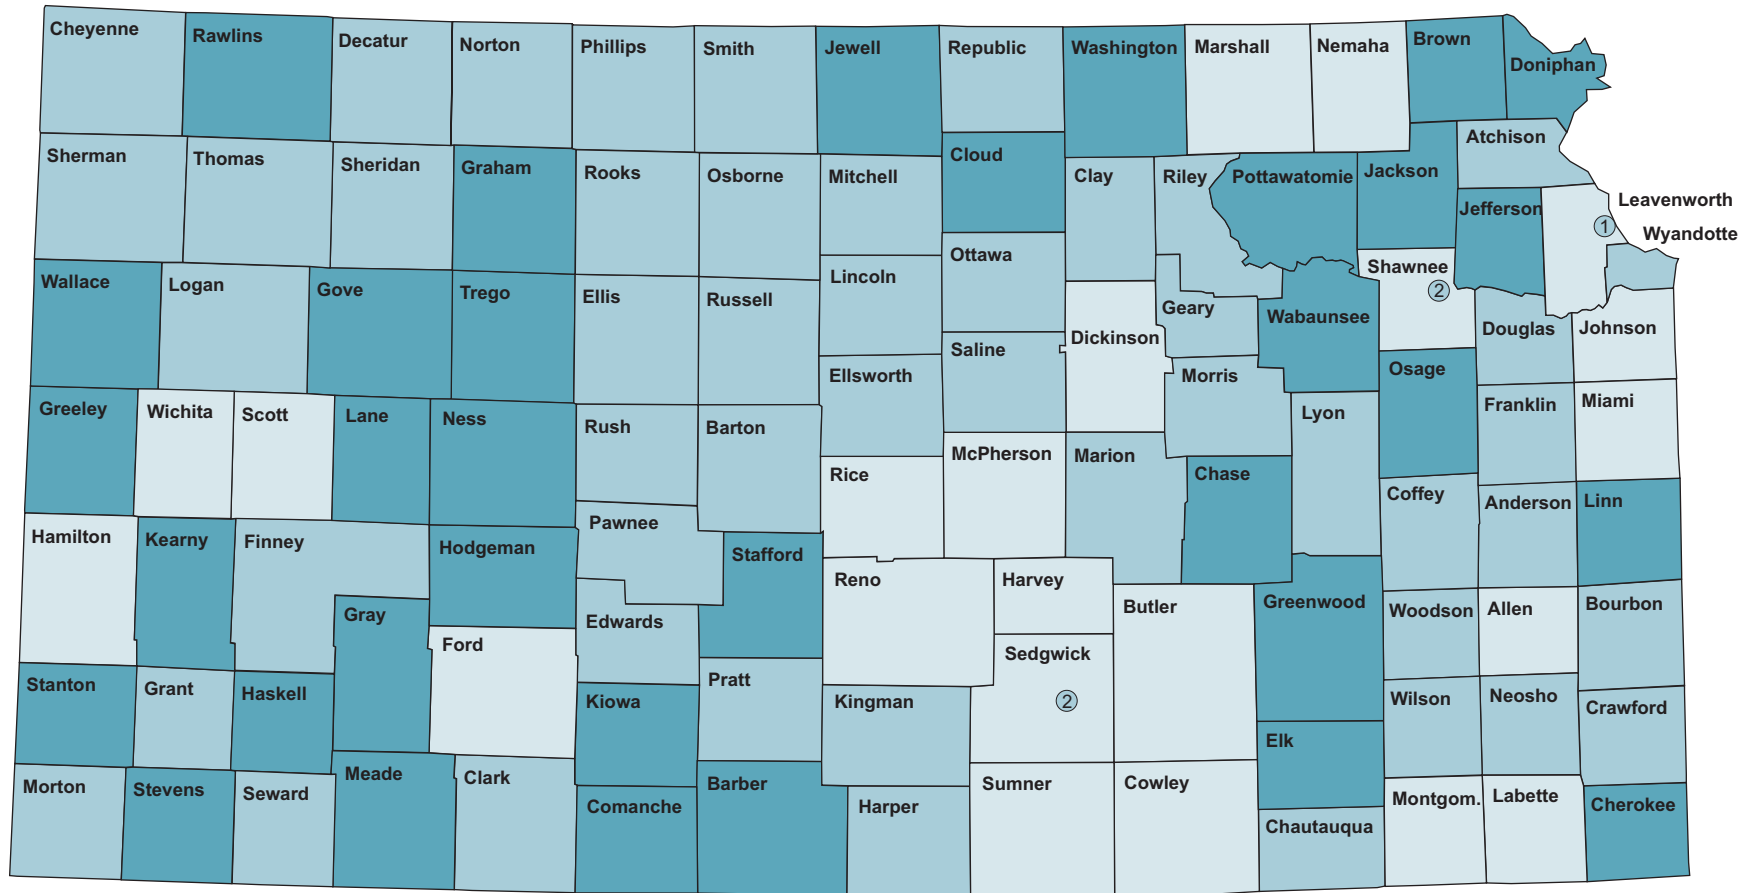 Cheyenne
Rawlins
Decatur
Norton
Phillips
Smith
Jewell
Republic
Washington
Marshall
Nemaha
Brown
Doniphan
Sherman
Thomas
Sheridan
Graham
Rooks
Osborne
Mitchell
Cloud
Clay
Riley
Pottawatomie
Jackson
Atchison
Jefferson
Leavenworth
1
Wyandotte
Wallace
Logan
Gove
Trego
Ellis
Russell
Lincoln
Ottawa
Saline
Dickinson
Geary
Wabaunsee
Shawnee
2
Douglas
Johnson
Greeley
Wichita
Scott
Lane
Ness
Rush
Barton
Ellsworth
Morris
Lyon
Osage
Franklin
Miami
Rice
McPherson
Marion
Chase
Coffey
Anderson
Linn
Hamilton
Kearny
Finney
Hodgeman
Pawnee
Stafford
Reno
Harvey
Butler
Greenwood
Woodson
Allen
Bourbon
Gray
Ford
Edwards
Sedgwick
2
Stanton
Grant
Haskell
Kiowa
Pratt
Kingman
Elk
Wilson
Neosho
Crawford
Morton
Stevens
Seward
Meade
Clark
Comanche
Barber
Harper
Sumner
Cowley
Chautauqua
Montgom.
Labette
Cherokee